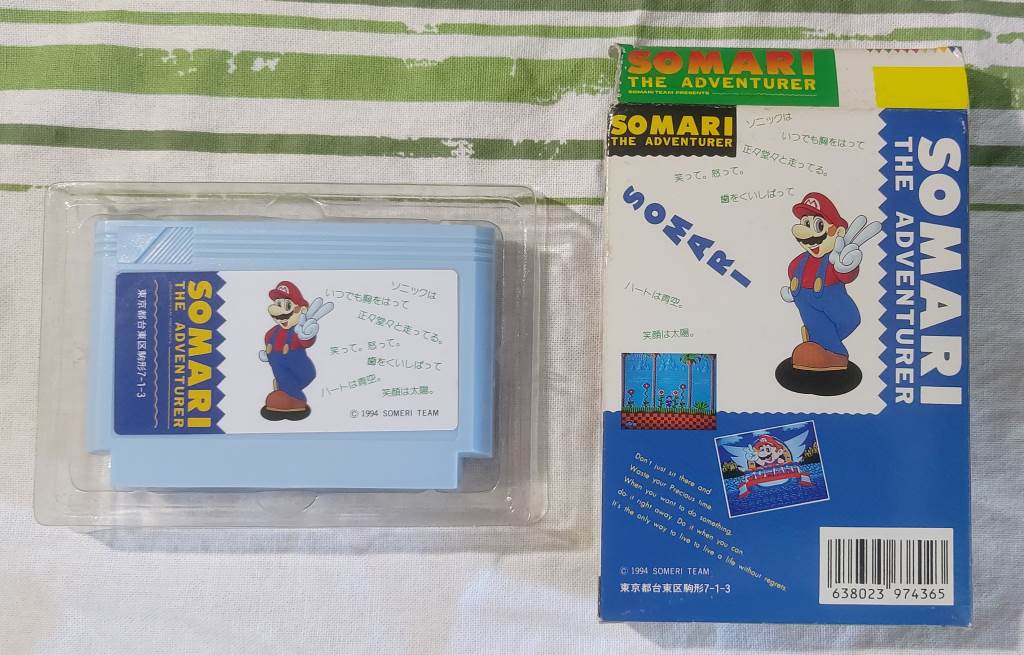 SOMARI
THE ADVENTURER
東京都台東区駒形7-1-3
ソニックは
いつでも胸をはって
正々堂々と走ってる。
笑って。怒って。
歯をくいしばって
ハートは青空。
笑顔は太陽。
© 1994 SOMERI TEAM
SOMARI
THE ADVENTURER
SOMARI TEAM PRESENTS
SOMARI
THE ADVENTURER
ソニックは
いつでも胸をはって
正々堂々と走ってる。
笑って。怒って。
歯をくいしばって
SOMARI
ハートは青空。
笑顔は太陽。
SOMARI
THE ADVENTURER
Don't just sit there and
Waste your Precious time.
When you want to do something,
do it right away. Do it when you can
It's the only way to live to live a life without regrets
© 1994 SOMERI TEAM
東京都台東区駒形7-1-3
638023 974365